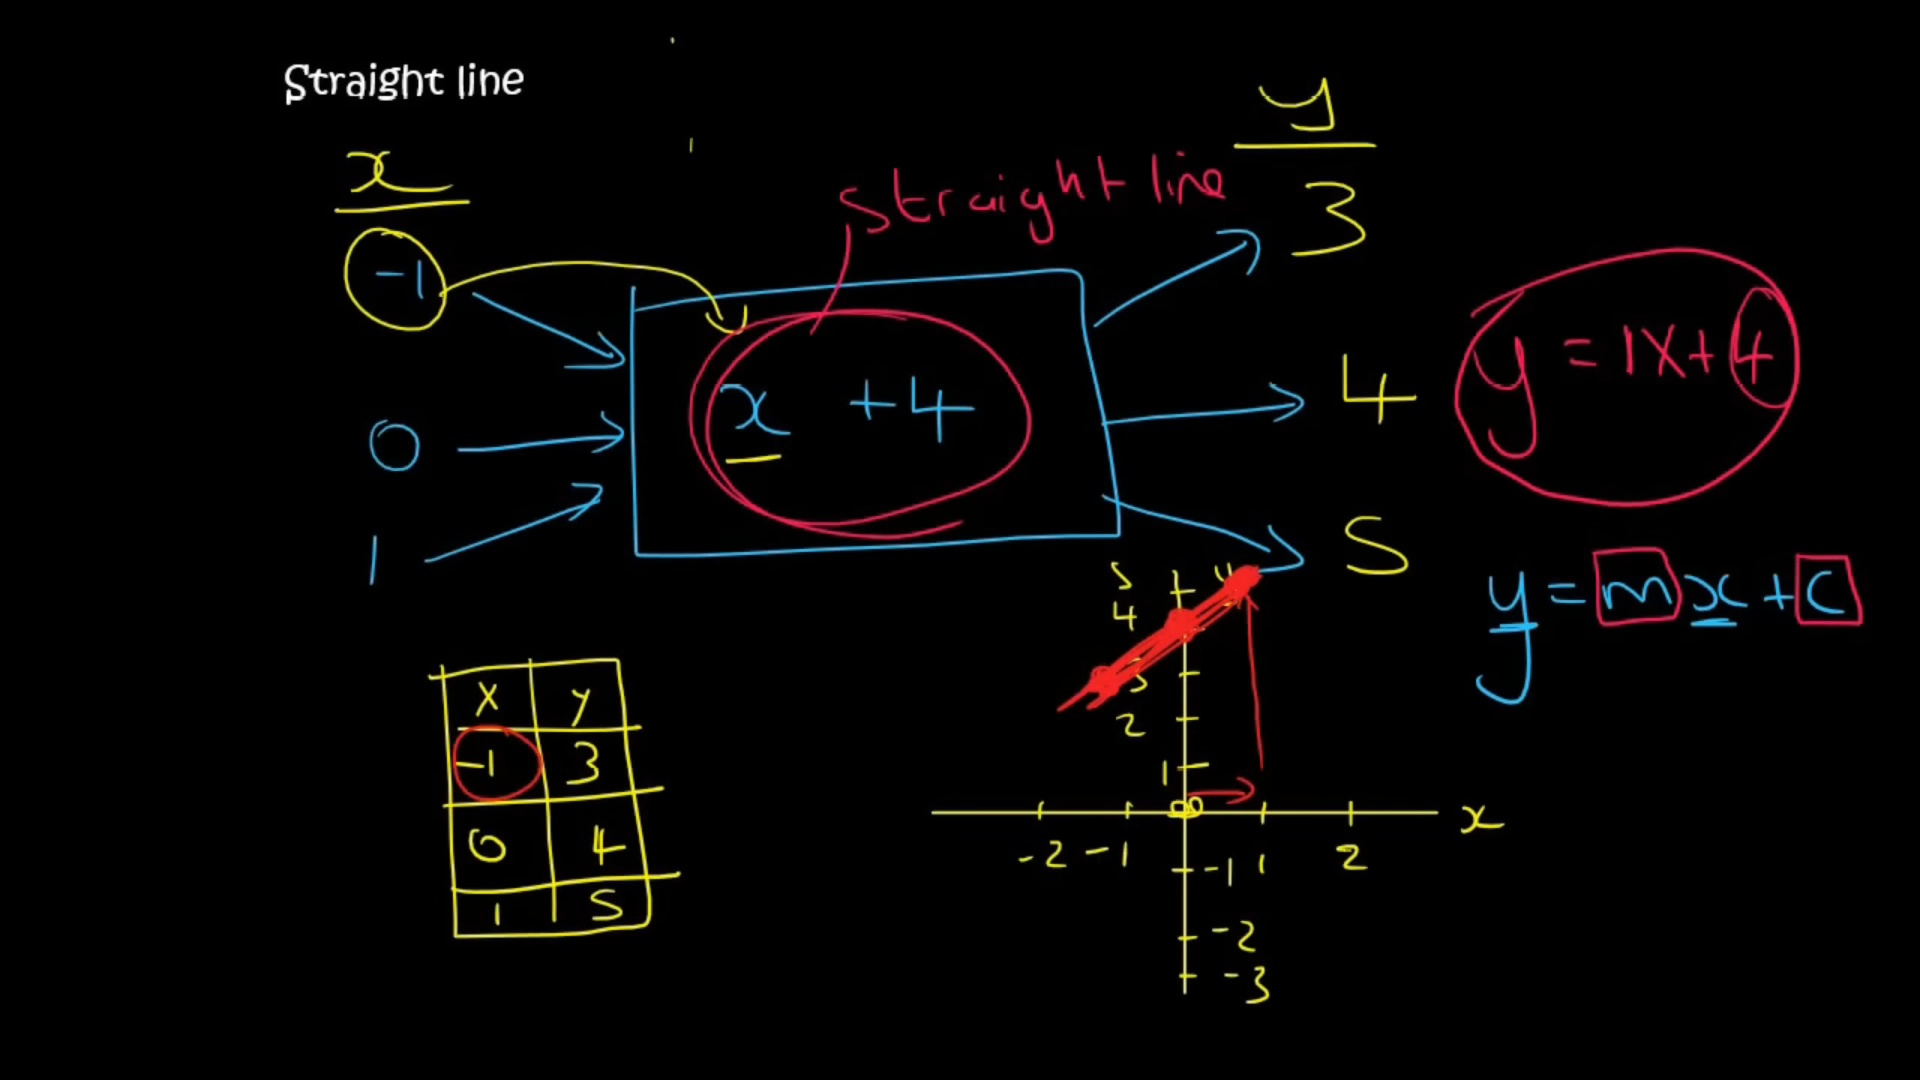 Straight line
x
y
straight line
-1
3
x +4
0
4
y = 1x + 4
1
5
y = mx + c
x y
-1 3
0 4
1 5
5
4
3
2
1
x
-2 -1 1 2
-1
-2
-3